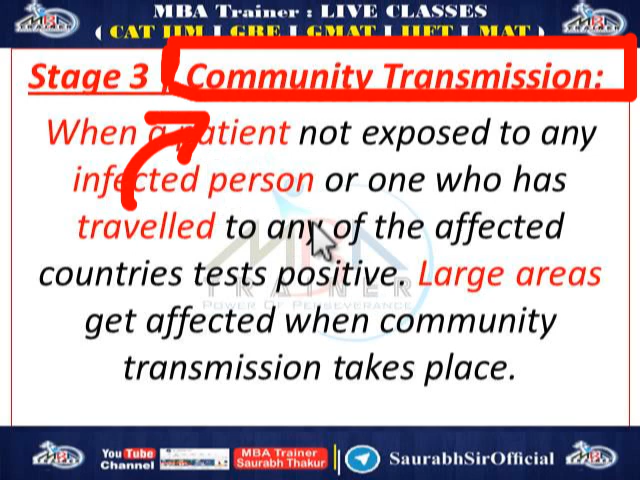 MBA Trainer : LIVE CLASSES
( CAT IIM I GRE I GMAT I IIFT I MAT )
Stage 3 Community Transmission:
When a patient not exposed to any
infected person or one who has
travelled to any of the affected
countries tests positive. Large areas
get affected when community
transmission takes place.
MBA
TRAINER
POWER OF PERSEVERANCE
You Tube
Channel
MBA Trainer
Saurabh Thakur
SaurabhSirOfficial